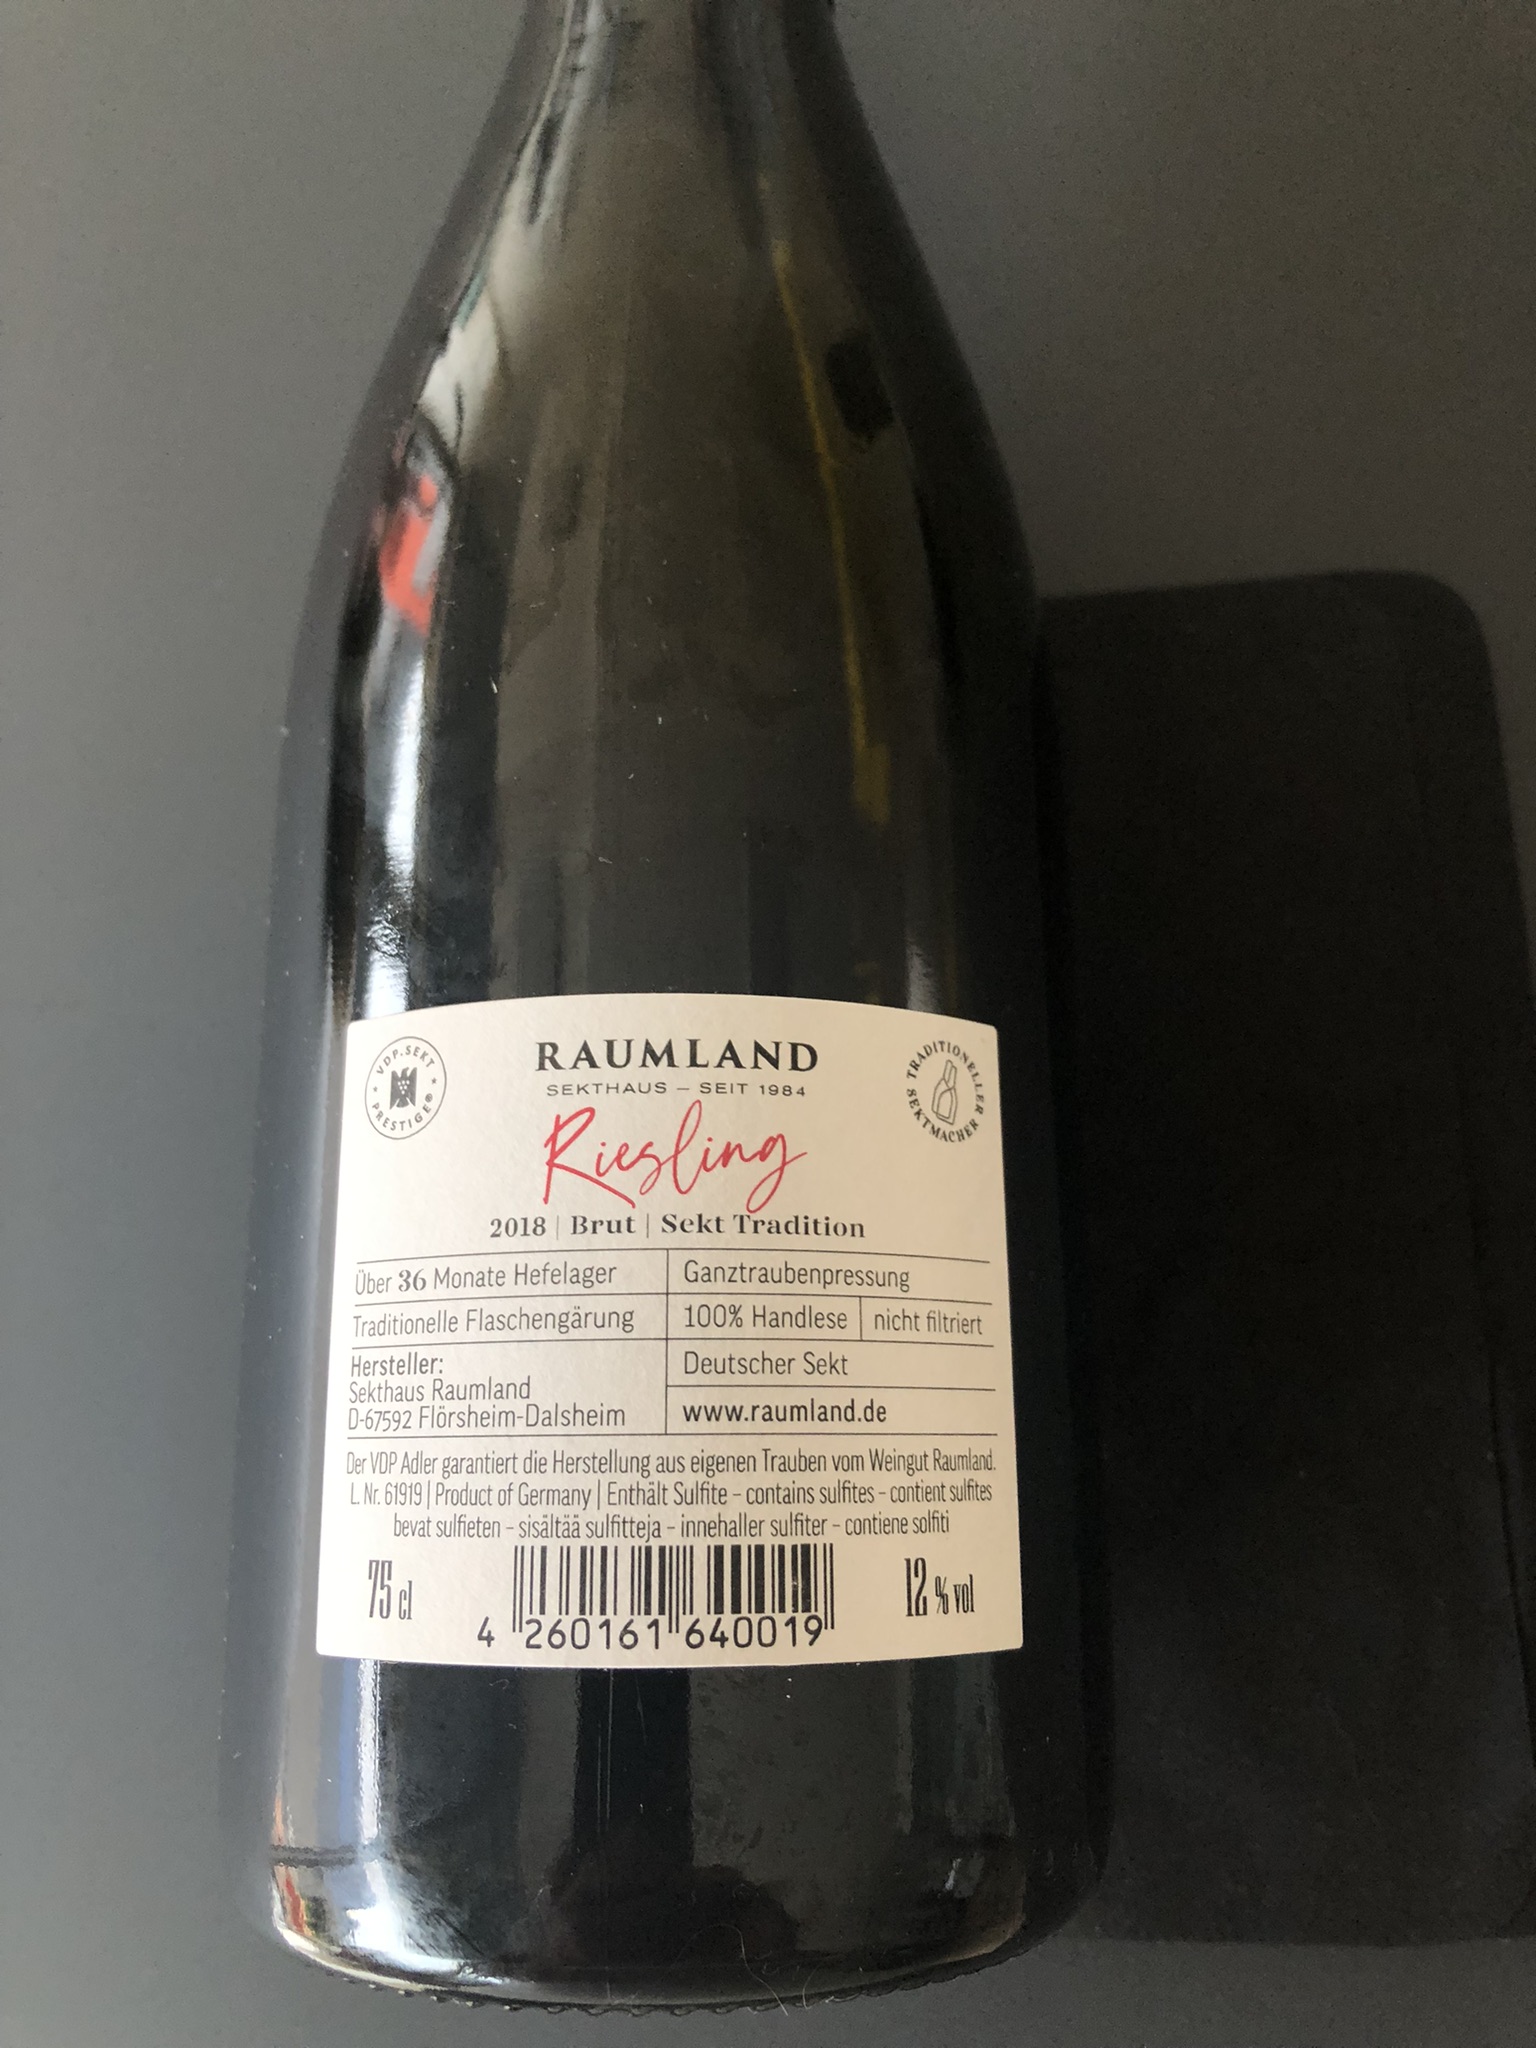 VDP.SEKT PRESTIGE®
RAUMLAND
SEKTHAUS – SEIT 1984
TRADITIONELLER SEKTMACHER
Riesling
2018 | Brut | Sekt Tradition
Über 36 Monate Hefelager
Ganztraubenpressung
Traditionelle Flaschengärung
100% Handlese | nicht filtriert
Hersteller:
Sekthaus Raumland
D-67592 Flörsheim-Dalsheim
Deutscher Sekt
www.raumland.de
Der VDP Adler garantiert die Herstellung aus eigenen Trauben vom Weingut Raumland.
L. Nr. 61919 | Product of Germany | Enthält Sulfite – contains sulfites – contient sulfites
bevat sulfieten – sisältää sulfitteja – innehaller sulfiter – contiene solfiti
75 cl
4 260161 640019
12 % vol